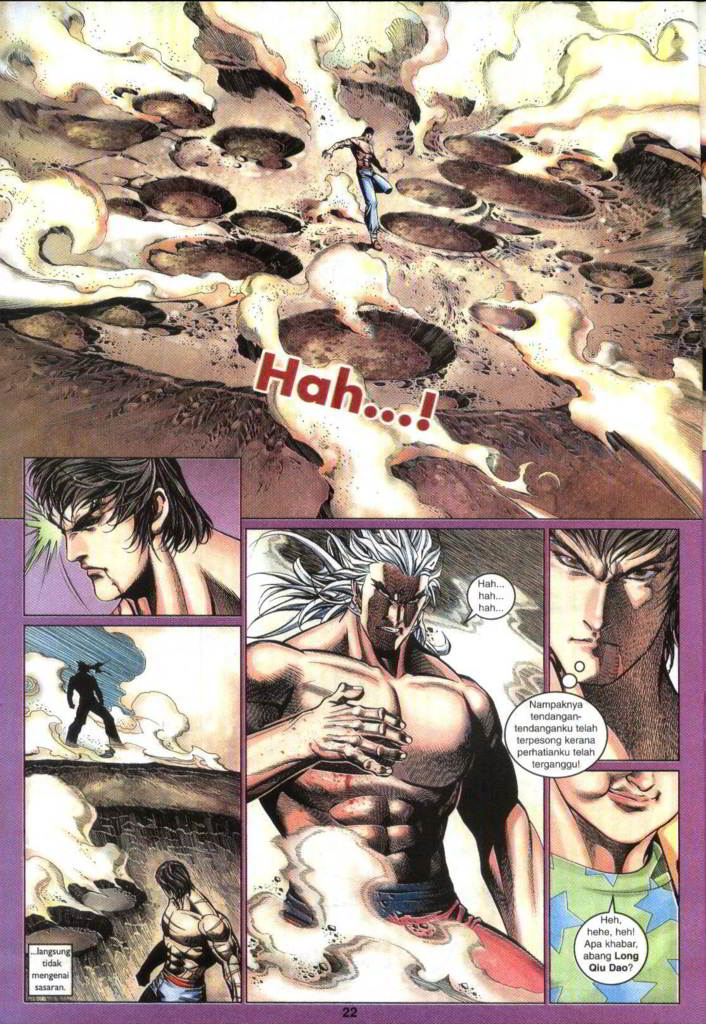 Hah...!
...langsung
tidak
mengenai
sasaran.
Hah...
hah...
hah...
Nampaknya
tendangan-
tendanganku telah
terpesong kerana
perhatianku telah
terganggu!
Heh,
hehe, heh!
Apa khabar,
abang Long
Qiu Dao?
22